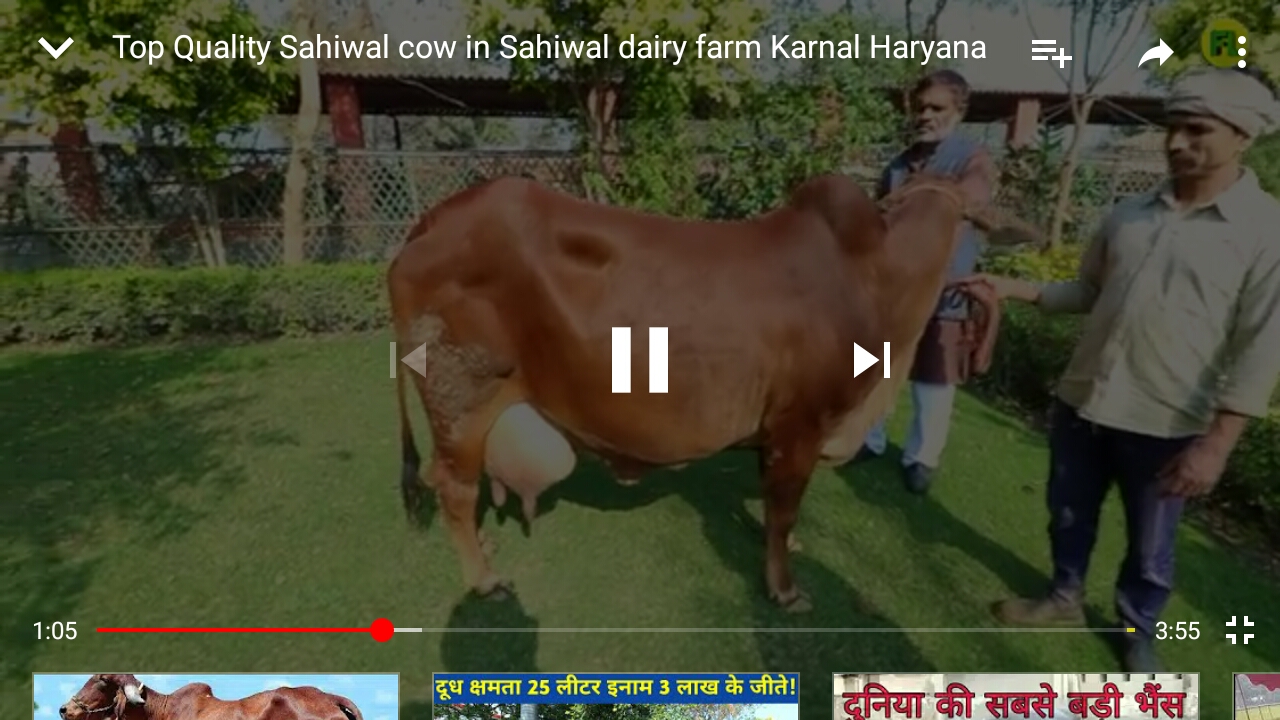 Top Quality Sahiwal cow in Sahiwal dairy farm Karnal Haryana
1:05
3:55
दूध क्षमता 25 लीटर इनाम 3 लाख के जीते!
दुनिया की सबसे बडी भैंस